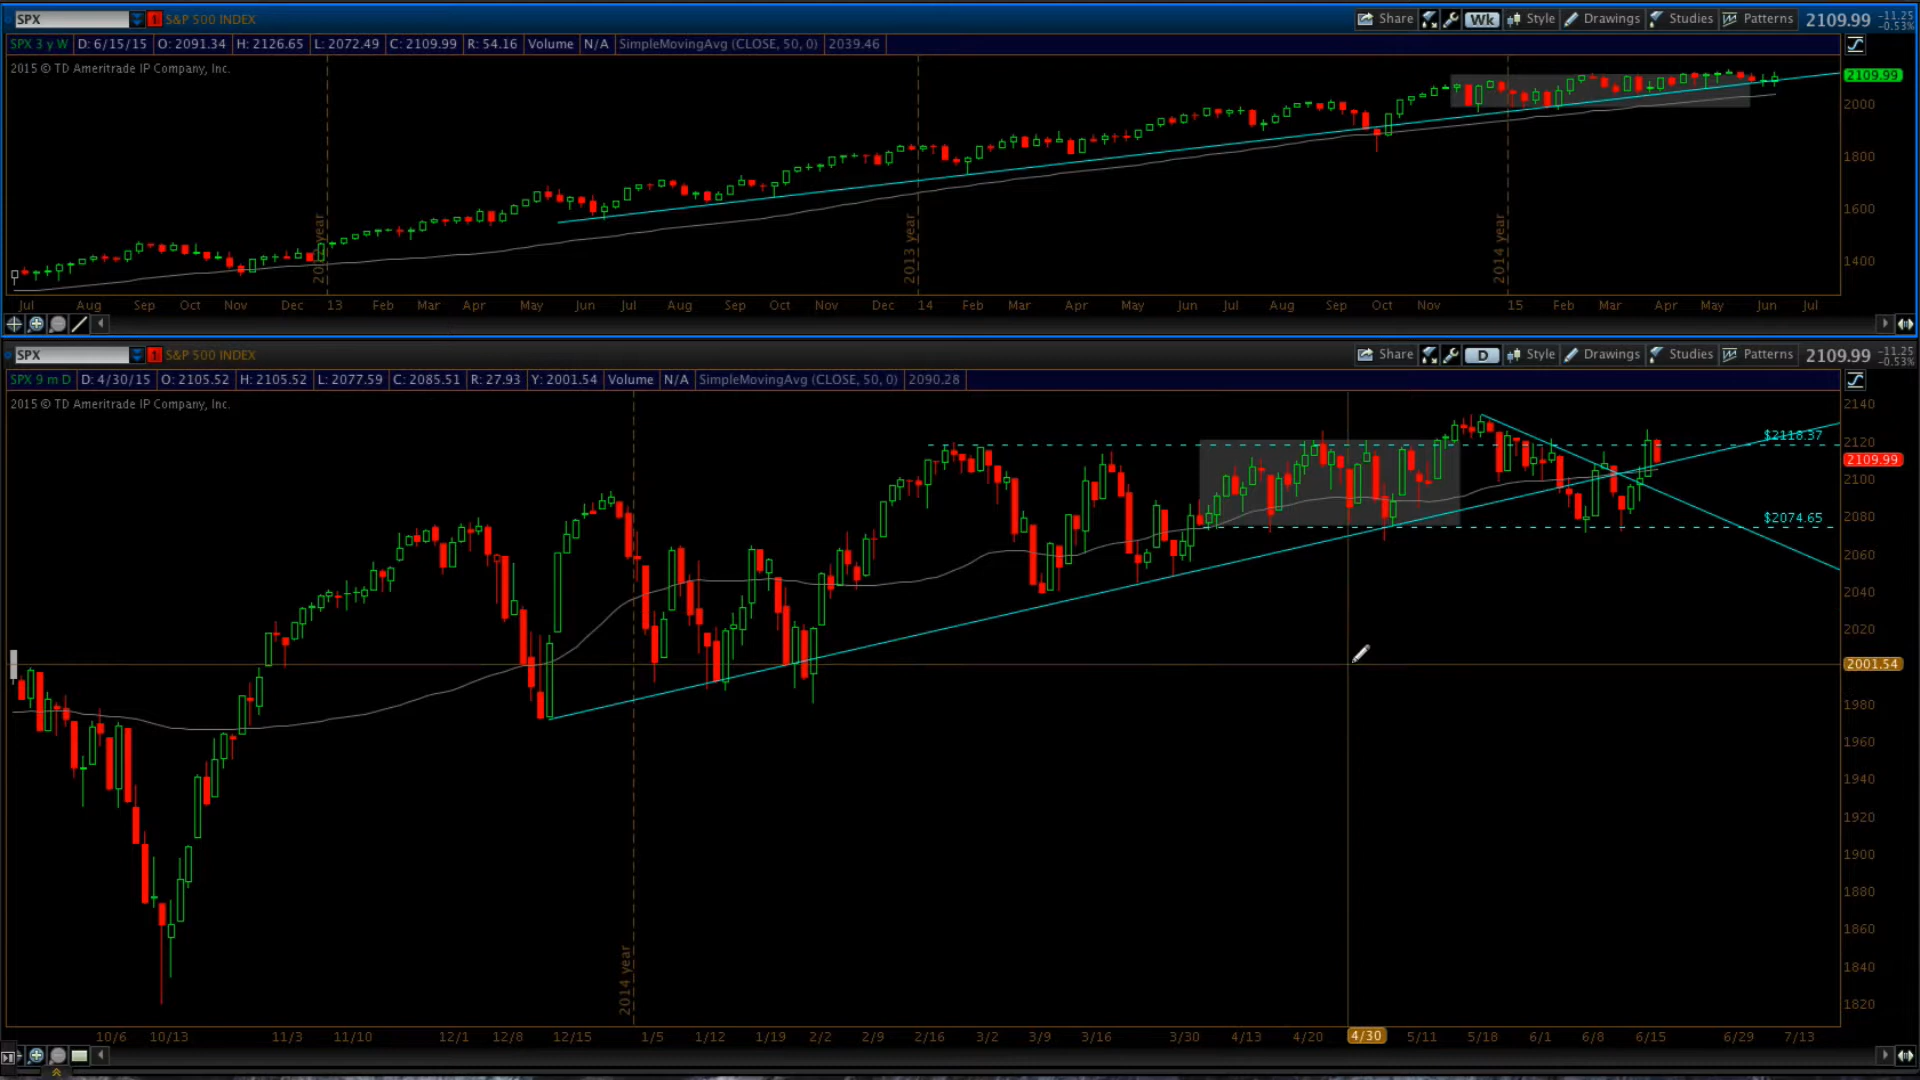 SPX 1 S&P 500 INDEX Share Wk Style Drawings Studies Patterns 2109.99 -11.25 -0.53%
SPX 3 y W D: 6/15/15 O: 2091.34 H: 2126.65 L: 2072.49 C: 2109.99 R: 54.16 Volume N/A SimpleMovingAvg (CLOSE, 50, 0) 2039.46
2015 © TD Ameritrade IP Company, Inc.
2109.99
2000
1800
1600
1400
2013 year
2014 year
Jul Aug Sep Oct Nov Dec 13 Feb Mar Apr May Jun Jul Aug Sep Oct Nov Dec 14 Feb Mar Apr May Jun Jul Aug Sep Oct Nov 15 Feb Mar Apr May Jun Jul
SPX 1 S&P 500 INDEX Share D Style Drawings Studies Patterns 2109.99 -11.25 -0.53%
SPX 9 m D D: 4/30/15 O: 2105.52 H: 2105.52 L: 2077.59 C: 2085.51 R: 27.93 Y: 2001.54 Volume N/A SimpleMovingAvg (CLOSE, 50, 0) 2090.28
2015 © TD Ameritrade IP Company, Inc.
2140
$2118.37
2120
2109.99
2100
$2074.65
2080
2060
2040
2020
2001.54
1980
1960
1940
1920
1900
1880
1860
1840
1820
2014 year
10/6 10/13 11/3 11/10 12/1 12/8 12/15 1/5 1/12 1/19 2/2 2/9 2/16 3/2 3/9 3/16 3/30 4/13 4/20 4/30 5/11 5/18 6/1 6/8 6/15 6/29 7/13